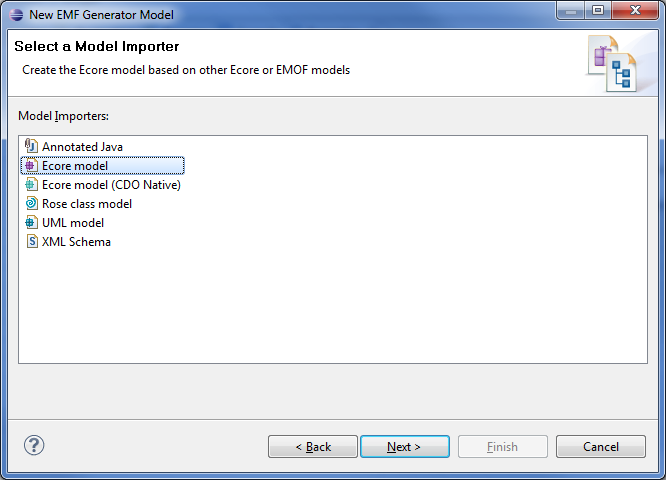 New EMF Generator Model
Select a Model Importer
Create the Ecore model based on other Ecore or EMOF models
Model Importers:
Annotated Java
Ecore model
Ecore model (CDO Native)
Rose class model
UML model
XML Schema
< Back
Next >
Finish
Cancel